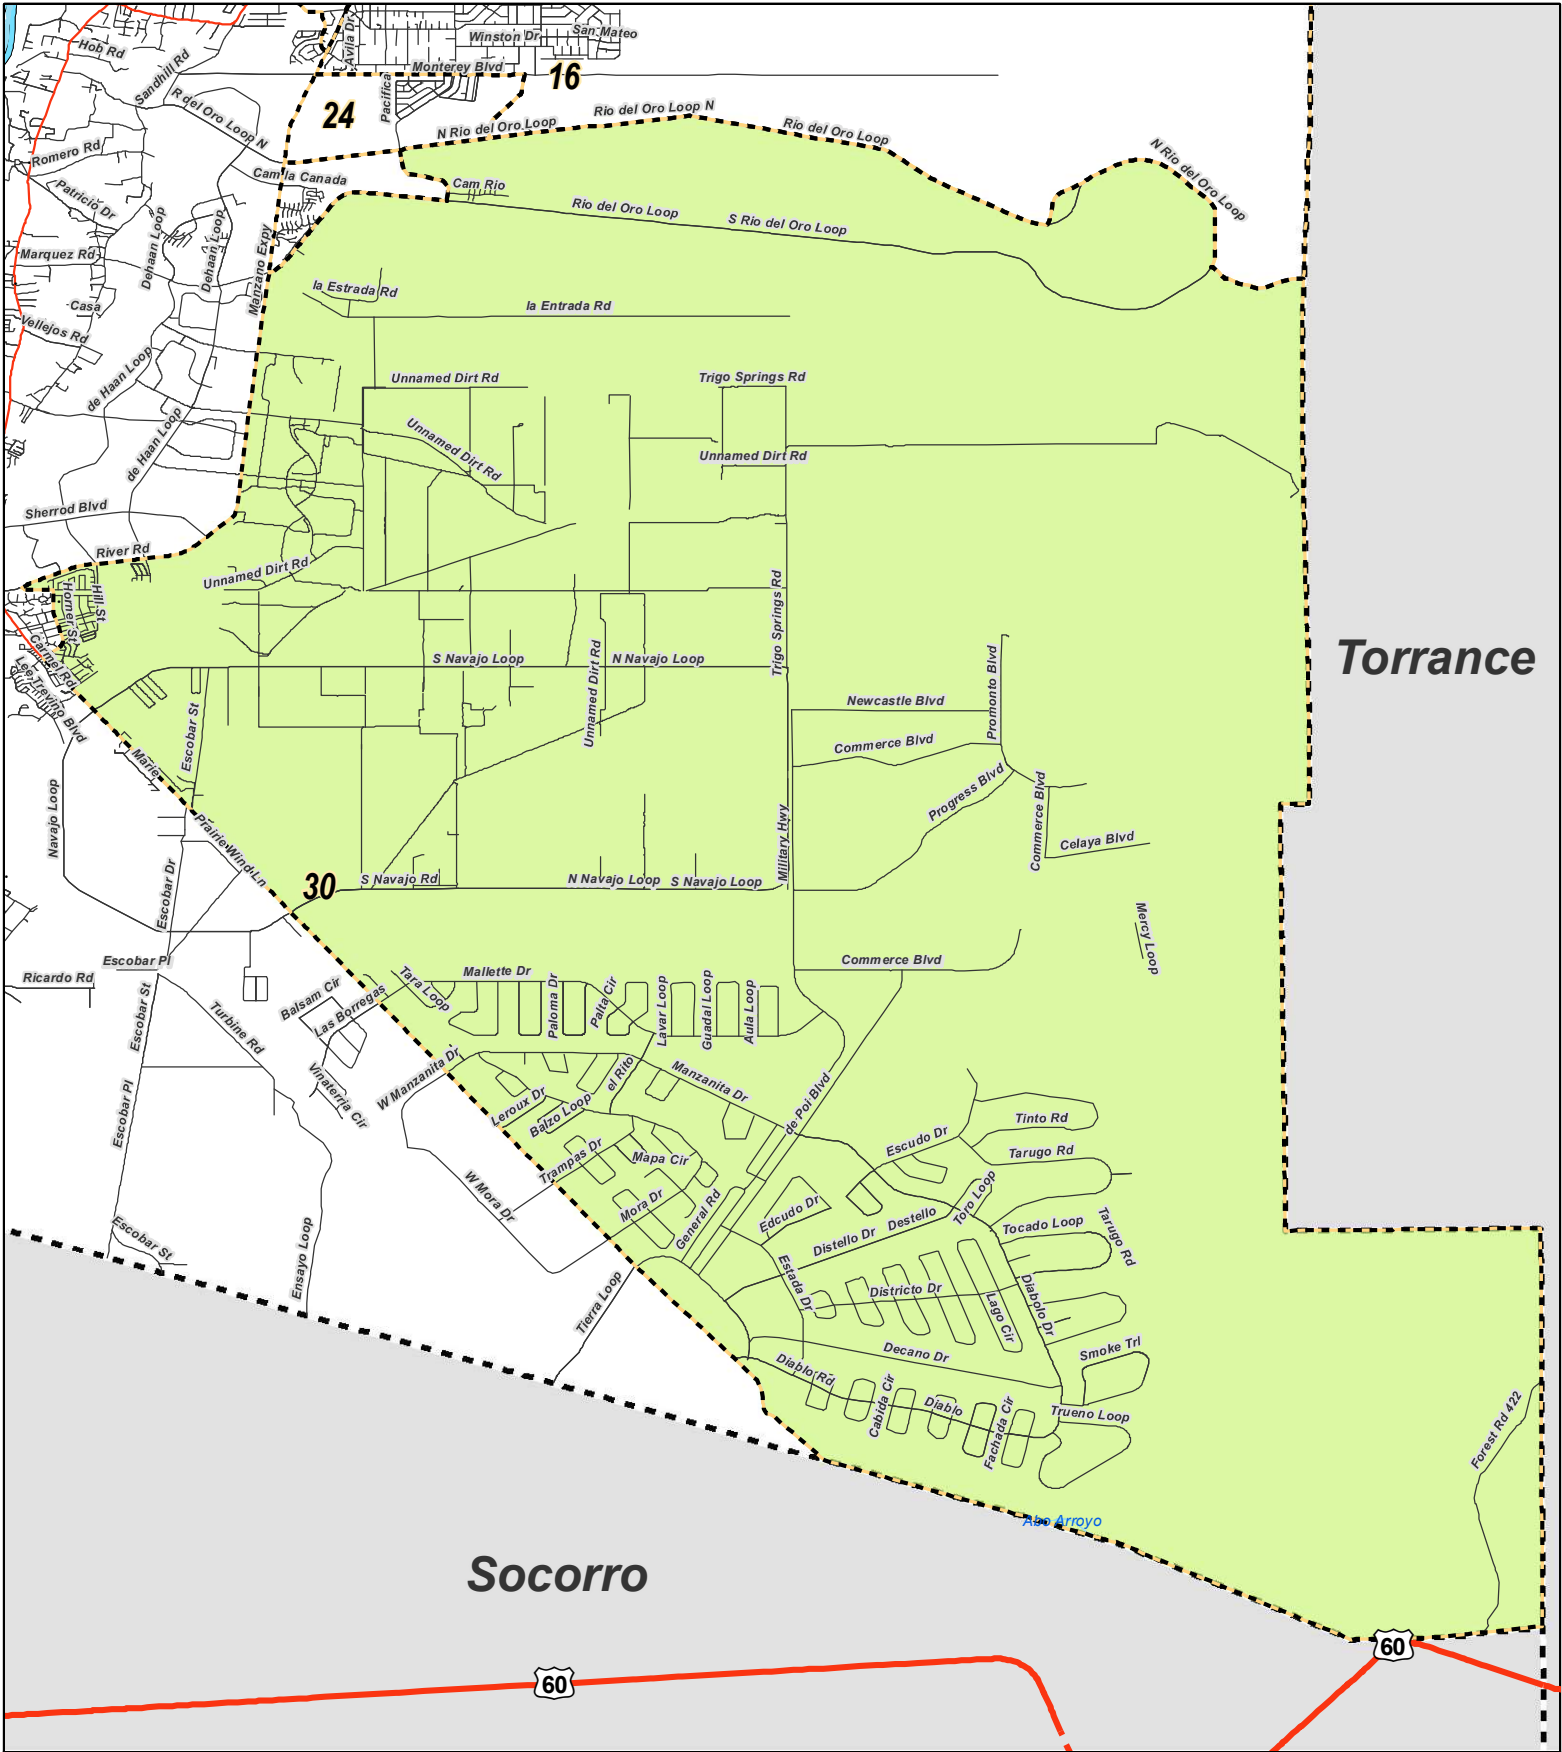 Avila Dr
Winston Dr
San Mateo
Hob Rd
Monterey Blvd
16
Sandhill Rd
Pacifica
24
R del Oro Loop N
N Rio del Oro Loop
Rio del Oro Loop N
Rio del Oro Loop
N Rio del Oro Loop
Romero Rd
Cam la Canada
Patricio Dr
Cam Rio
Rio del Oro Loop
S Rio del Oro Loop
Dehaan Loop
Dehaan Loop
Manzano Expy
Marquez Rd
la Estrada Rd
la Entrada Rd
Casa
Vellejos Rd
de Haan Loop
Unnamed Dirt Rd
Trigo Springs Rd
de Haan Loop
Unnamed Dirt Rd
Unnamed Dirt Rd
Sherrod Blvd
River Rd
Unnamed Dirt Rd
Hill St
Homer St
Trigo Springs Rd
Carmel Rd
Lee Trevino Blvd
S Navajo Loop
N Navajo Loop
Unnamed Dirt Rd
Torrance
Escobar St
Newcastle Blvd
Promonto Blvd
Commerce Blvd
Marie
Navajo Loop
Progress Blvd
Commerce Blvd
Prairie Wind Ln
Military Hwy
Celaya Blvd
Escobar Dr
30
S Navajo Rd
N Navajo Loop
S Navajo Loop
Mercy Loop
Escobar Pl
Ricardo Rd
Tara Loop
Mallette Dr
Commerce Blvd
Balsam Cir
Las Borregas
Paloma Dr
Palta Cir
Lavar Loop
Guadal Loop
Aula Loop
Escobar St
Turbine Rd
Vinaterria Cir
W Manzanita Dr
el Rito
Manzanita Dr
Leroux Dr
Balzo Loop
de Poi Blvd
Escobar Pl
Tinto Rd
Escudo Dr
Tarugo Rd
Trampas Dr
Mapa Cir
W Mora Dr
Mora Dr
General Rd
Edcudo Dr
Toro Loop
Destello
Distello Dr
Tocado Loop
Tarugo Rd
Escobar St
Ensayo Loop
Tierra Loop
Estada Dr
Districto Dr
Lago Cir
Diabolo Dr
Decano Dr
Smoke Trl
Diablo Rd
Cabida Cir
Diablo
Fachada Cir
Trueno Loop
Forest Rd 422
Abo Arroyo
Socorro
60
60